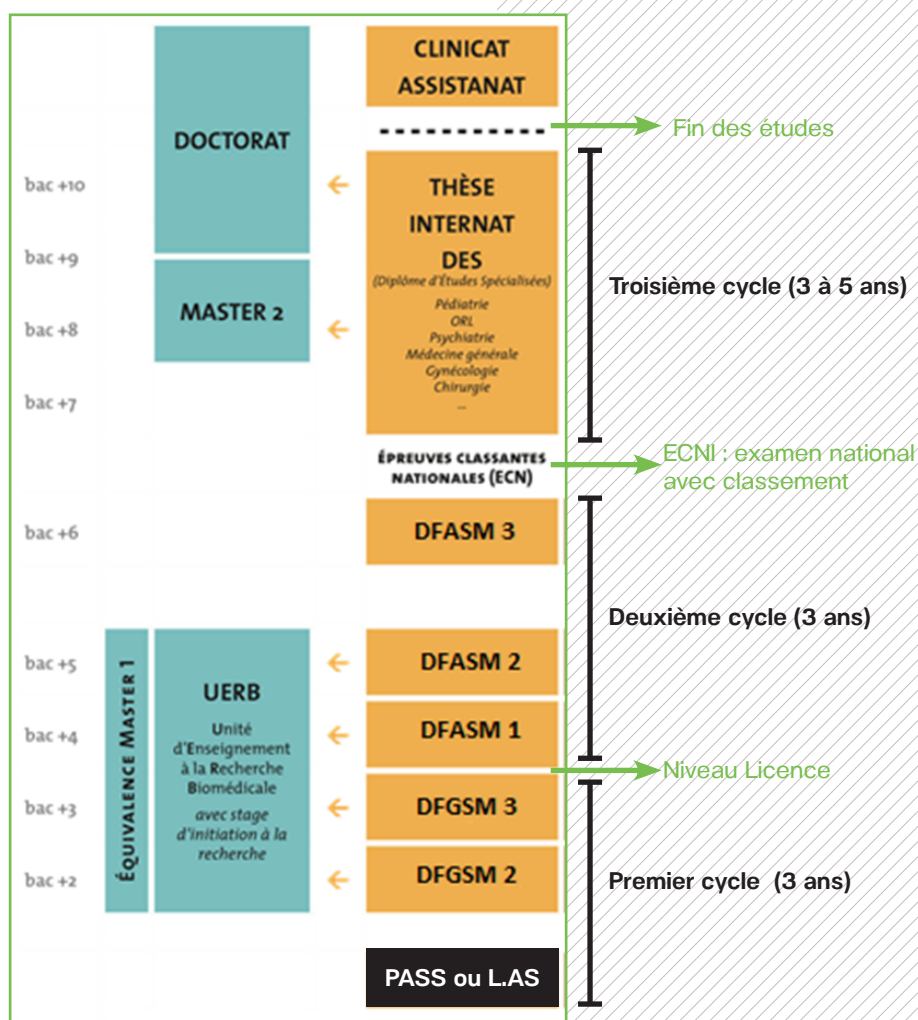 CLINICAT
ASSISTANAT
Fin des études
DOCTORAT
bac +10
THÈSE
INTERNAT
DES
(Diplôme d'Études Spécialisées)
Pédiatrie
ORL
Psychiatrie
Médecine générale
Gynécologie
Chirurgie
...
bac +9
Troisième cycle (3 à 5 ans)
MASTER 2
bac +8
bac +7
ÉPREUVES CLASSANTES
NATIONALES (ECN)
ECNI : examen national
avec classement
bac +6
DFASM 3
Deuxième cycle (3 ans)
bac +5
ÉQUIVALENCE MASTER 1
UERB
Unité
d'Enseignement
à la Recherche
Biomédicale
avec stage
d'initiation à la
recherche
DFASM 2
bac +4
DFASM 1
Niveau Licence
bac +3
DFGSM 3
bac +2
DFGSM 2
Premier cycle (3 ans)
PASS ou L.AS